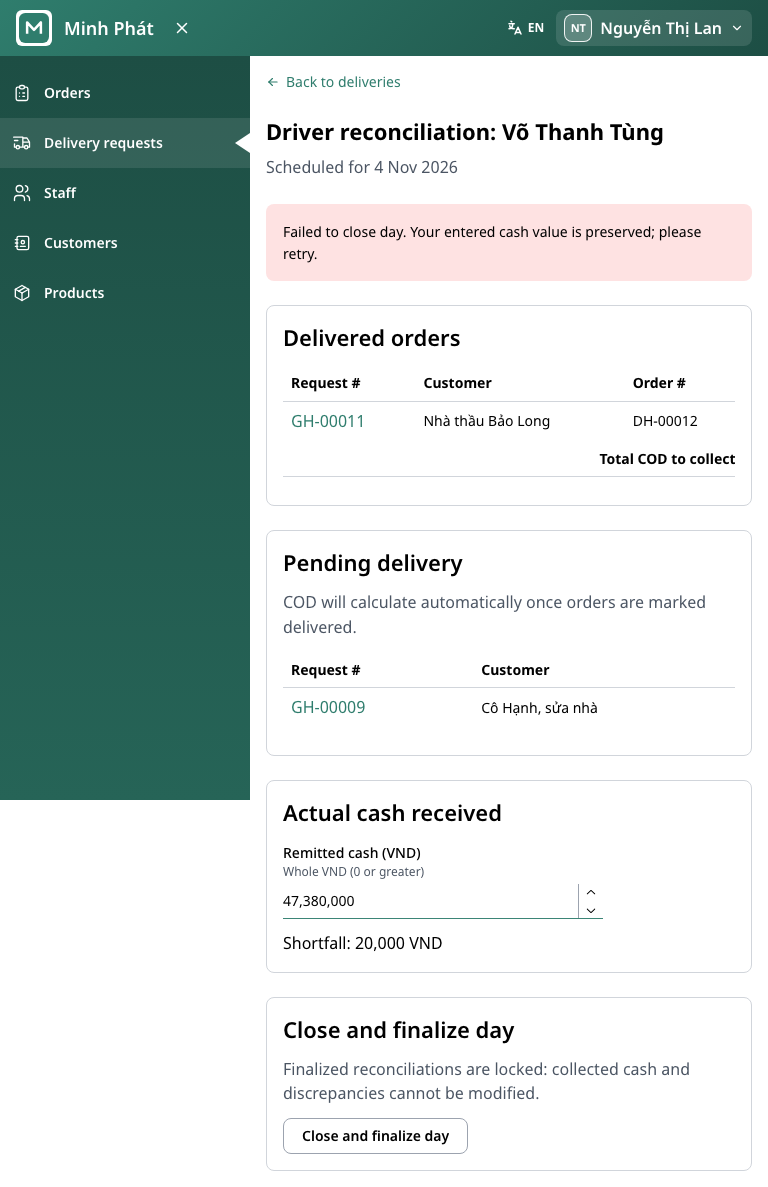 Minh Phát
EN
NT
Nguyễn Thị Lan
Orders
Delivery requests
Staff
Customers
Products
Back to deliveries
Driver reconciliation: Võ Thanh Tùng
Scheduled for 4 Nov 2026
Failed to close day. Your entered cash value is preserved; please
retry.
Delivered orders
Request # Customer Order #
GH-00011 Nhà thầu Bảo Long DH-00012
Total COD to collect
Pending delivery
COD will calculate automatically once orders are marked
delivered.
Request # Customer
GH-00009 Cô Hạnh, sửa nhà
Actual cash received
Remitted cash (VND)
Whole VND (0 or greater)
47,380,000
Shortfall: 20,000 VND
Close and finalize day
Finalized reconciliations are locked: collected cash and
discrepancies cannot be modified.
Close and finalize day